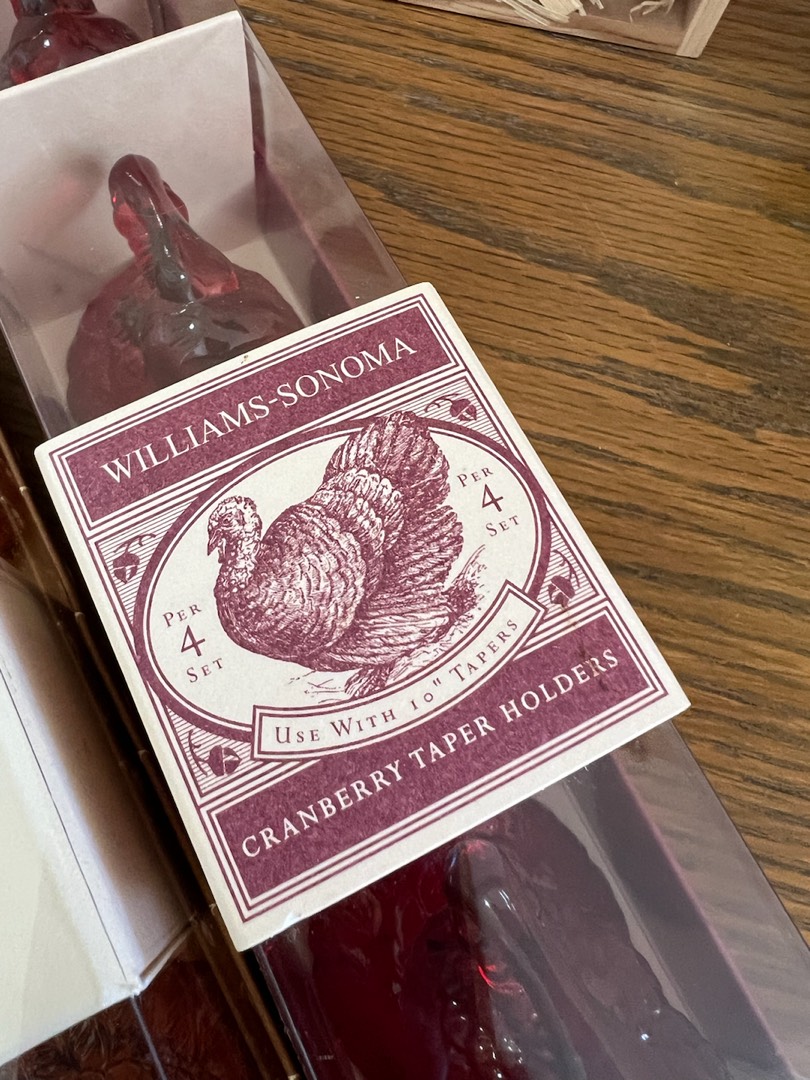 WILLIAMS-SONOMA
PER
4
SET
PER
4
SET
USE WITH 10" TAPERS
CRANBERRY TAPER HOLDERS